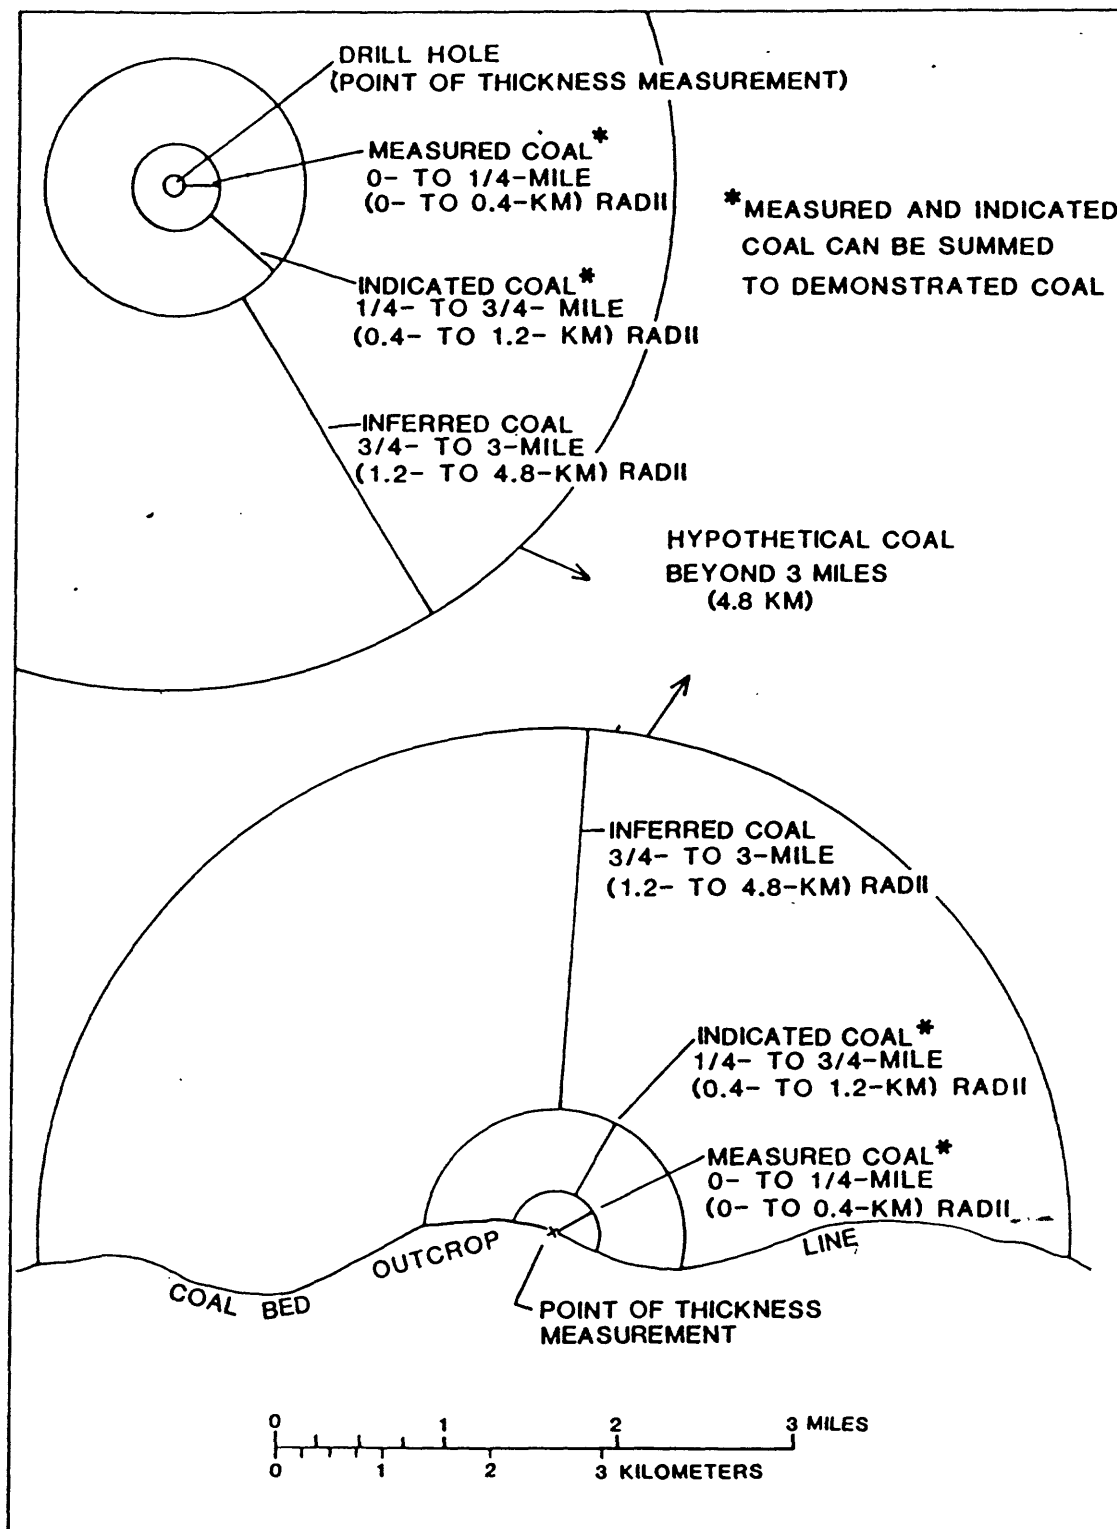 DRILL HOLE
(POINT OF THICKNESS MEASUREMENT)
MEASURED COAL*
0- TO 1/4-MILE
(0- TO 0.4-KM) RADII
*MEASURED AND INDICATED
COAL CAN BE SUMMED
TO DEMONSTRATED COAL
INDICATED COAL*
1/4- TO 3/4- MILE
(0.4- TO 1.2- KM) RADII
INFERRED COAL
3/4- TO 3-MILE
(1.2- TO 4.8-KM) RADII
HYPOTHETICAL COAL
BEYOND 3 MILES
(4.8 KM)
INFERRED COAL
3/4- TO 3-MILE
(1.2- TO 4.8-KM) RADII
INDICATED COAL*
1/4- TO 3/4-MILE
(0.4- TO 1.2-KM) RADII
MEASURED COAL*
0- TO 1/4-MILE
(0- TO 0.4-KM) RADII
COAL BED OUTCROP LINE
POINT OF THICKNESS
MEASUREMENT
0 1 2 3 MILES
0 1 2 3 KILOMETERS